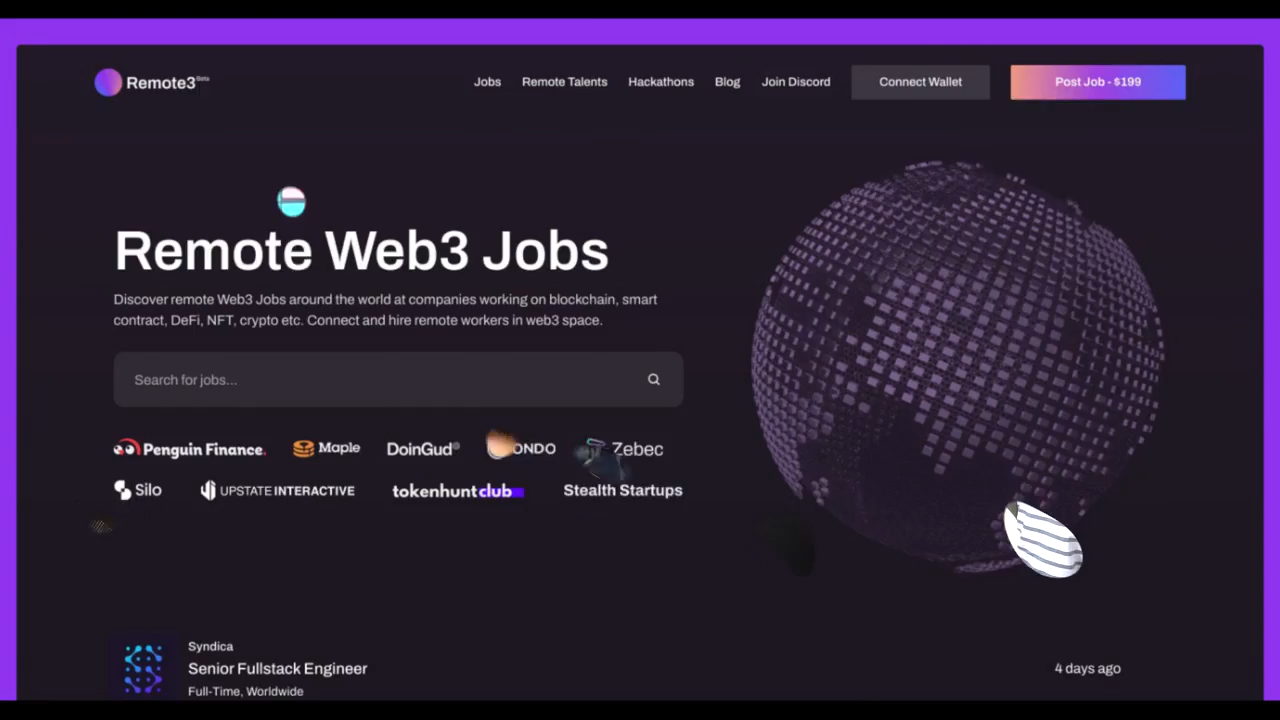 Remote3 Beta
Jobs Remote Talents Hackathons Blog Join Discord Connect Wallet Post Job - $199
Remote Web3 Jobs
Discover remote Web3 Jobs around the world at companies working on blockchain, smart
contract, DeFi, NFT, crypto etc. Connect and hire remote workers in web3 space.
Search for jobs...
Penguin Finance. Maple DoinGud Zebec
Silo UPSTATE INTERACTIVE tokenhunt club Stealth Startups
Syndica
Senior Fullstack Engineer
4 days ago
Full-Time, Worldwide